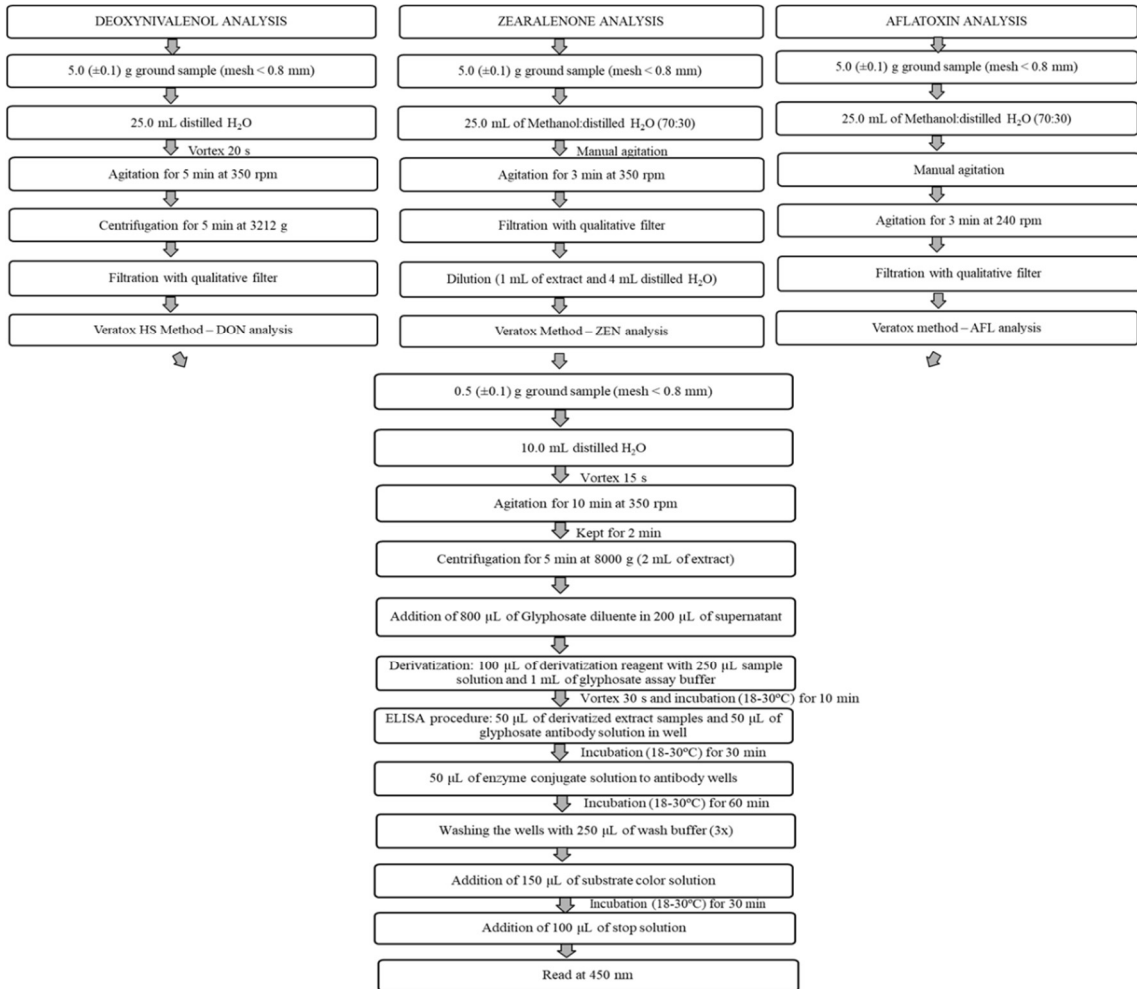 DEOXYNIVALENOL ANALYSIS
5.0 (±0.1) g ground sample (mesh < 0.8 mm)
25.0 mL distilled H₂O
Vortex 20 s
Agitation for 5 min at 350 rpm
Centrifugation for 5 min at 3212 g
Filtration with qualitative filter
Veratox HS Method – DON analysis
ZEARALENONE ANALYSIS
5.0 (±0.1) g ground sample (mesh < 0.8 mm)
25.0 mL of Methanol:distilled H₂O (70:30)
Manual agitation
Agitation for 3 min at 350 rpm
Filtration with qualitative filter
Dilution (1 mL of extract and 4 mL distilled H₂O)
Veratox Method – ZEN analysis
AFLATOXIN ANALYSIS
5.0 (±0.1) g ground sample (mesh < 0.8 mm)
25.0 mL of Methanol:distilled H₂O (70:30)
Manual agitation
Agitation for 3 min at 240 rpm
Filtration with qualitative filter
Veratox method – AFL analysis
0.5 (±0.1) g ground sample (mesh < 0.8 mm)
10.0 mL distilled H₂O
Vortex 15 s
Agitation for 10 min at 350 rpm
Kept for 2 min
Centrifugation for 5 min at 8000 g (2 mL of extract)
Addition of 800 µL of Glyphosate diluente in 200 µL of supernatant
Derivatization: 100 µL of derivatization reagent with 250 µL sample
solution and 1 mL of glyphosate assay buffer
Vortex 30 s and incubation (18-30ºC) for 10 min
ELISA procedure: 50 µL of derivatized extract samples and 50 µL of
glyphosate antibody solution in well
Incubation (18-30ºC) for 30 min
50 µL of enzyme conjugate solution to antibody wells
Incubation (18-30ºC) for 60 min
Washing the wells with 250 µL of wash buffer (3x)
Addition of 150 µL of substrate color solution
Incubation (18-30ºC) for 30 min
Addition of 100 µL of stop solution
Read at 450 nm